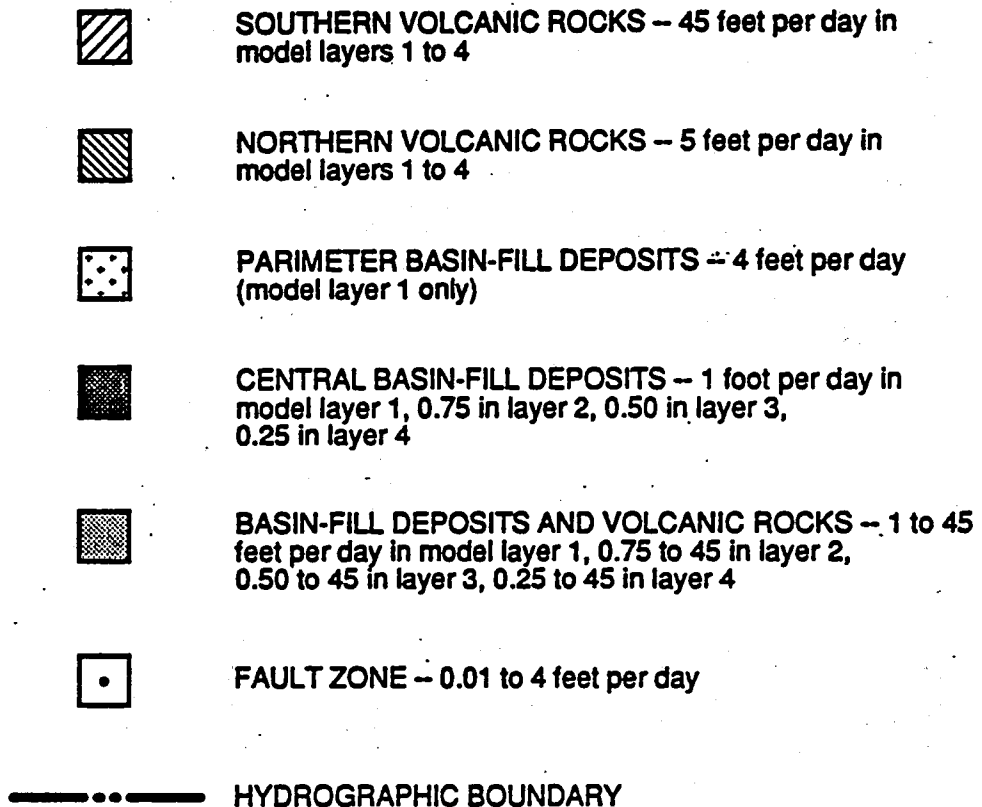 SOUTHERN VOLCANIC ROCKS -- 45 feet per day in
model layers 1 to 4
NORTHERN VOLCANIC ROCKS -- 5 feet per day in
model layers 1 to 4
PARIMETER BASIN-FILL DEPOSITS -- 4 feet per day
(model layer 1 only)
CENTRAL BASIN-FILL DEPOSITS -- 1 foot per day in
model layer 1, 0.75 in layer 2, 0.50 in layer 3,
0.25 in layer 4
BASIN-FILL DEPOSITS AND VOLCANIC ROCKS -- 1 to 45
feet per day in model layer 1, 0.75 to 45 in layer 2,
0.50 to 45 in layer 3, 0.25 to 45 in layer 4
FAULT ZONE -- 0.01 to 4 feet per day
HYDROGRAPHIC BOUNDARY